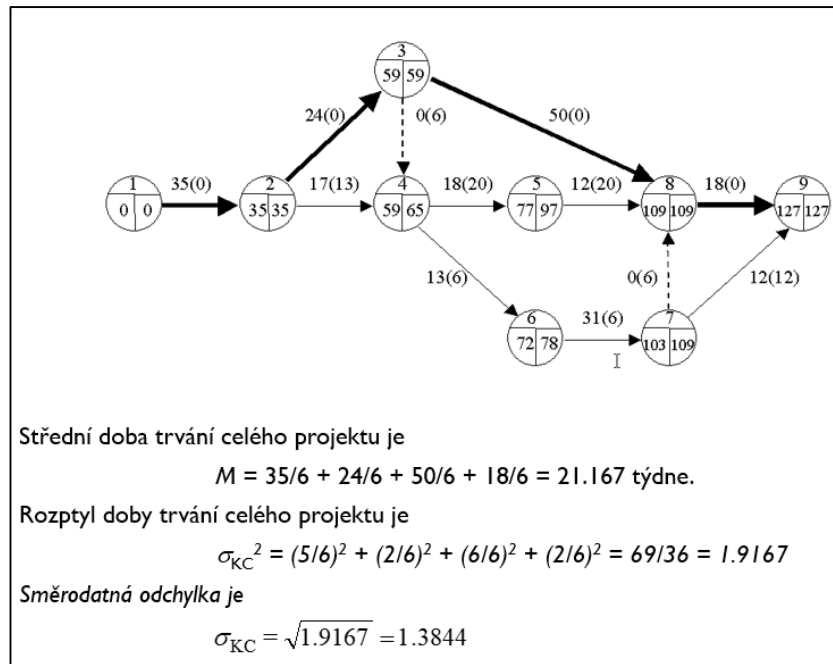 3
59 59
24(0) 0(6) 50(0)
1 35(0) 2 17(13) 4 18(20) 5 12(20) 8 18(0) 9
0 0 35 35 59 65 77 97 109 109 127 127
13(6) 0(6) 12(12)
6 31(6) 7
72 78 103 109
Střední doba trvání celého projektu je
M = 35/6 + 24/6 + 50/6 + 18/6 = 21.167 týdne.
Rozptyl doby trvání celého projektu je
σKC² = (5/6)² + (2/6)² + (6/6)² + (2/6)² = 69/36 = 1.9167
Směrodatná odchylka je
σKC = √1.9167 = 1.3844